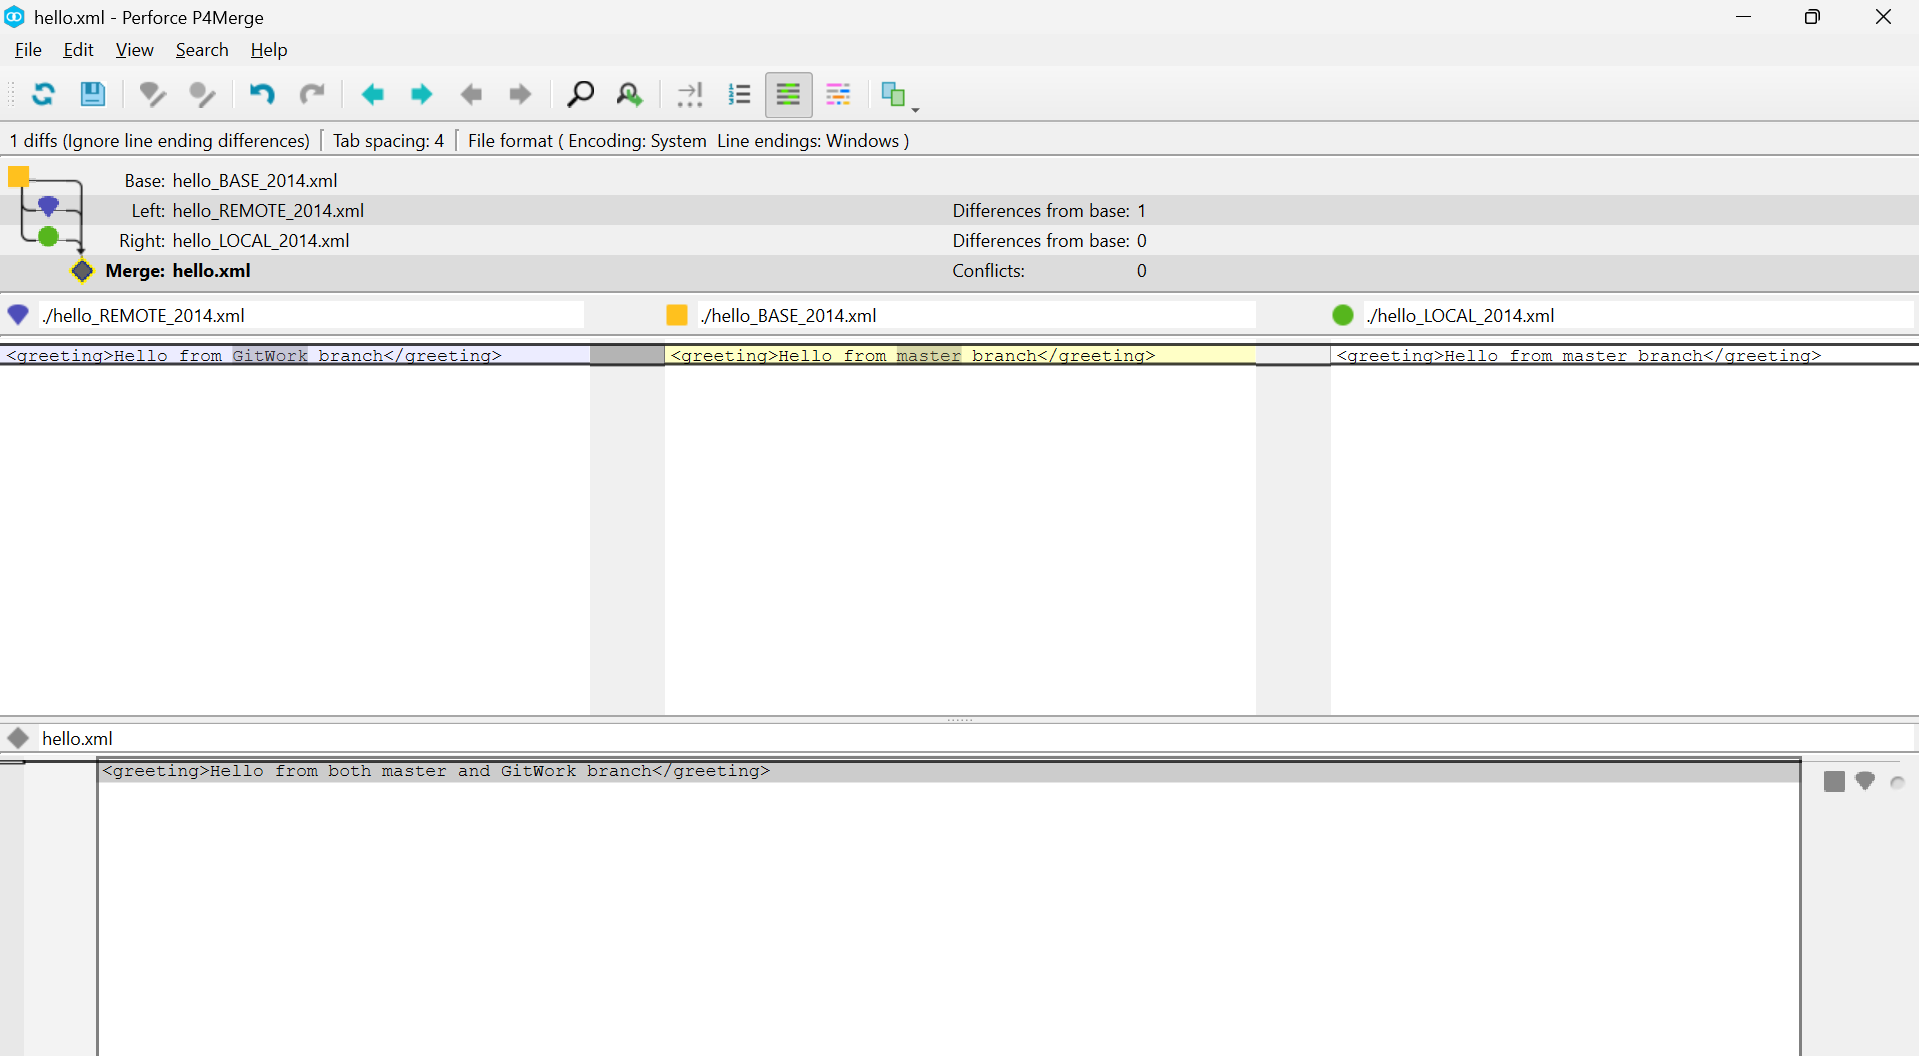 hello.xml - Perforce P4Merge
File Edit View Search Help
1 diffs (Ignore line ending differences) Tab spacing: 4 File format ( Encoding: System Line endings: Windows )
Base: hello_BASE_2014.xml
Left: hello_REMOTE_2014.xml Differences from base: 1
Right: hello_LOCAL_2014.xml Differences from base: 0
Merge: hello.xml Conflicts: 0
./hello_REMOTE_2014.xml ./hello_BASE_2014.xml ./hello_LOCAL_2014.xml
<greeting>Hello from GitWork branch</greeting> <greeting>Hello from master branch</greeting> <greeting>Hello from master branch</greeting>
hello.xml
<greeting>Hello from both master and GitWork branch</greeting>